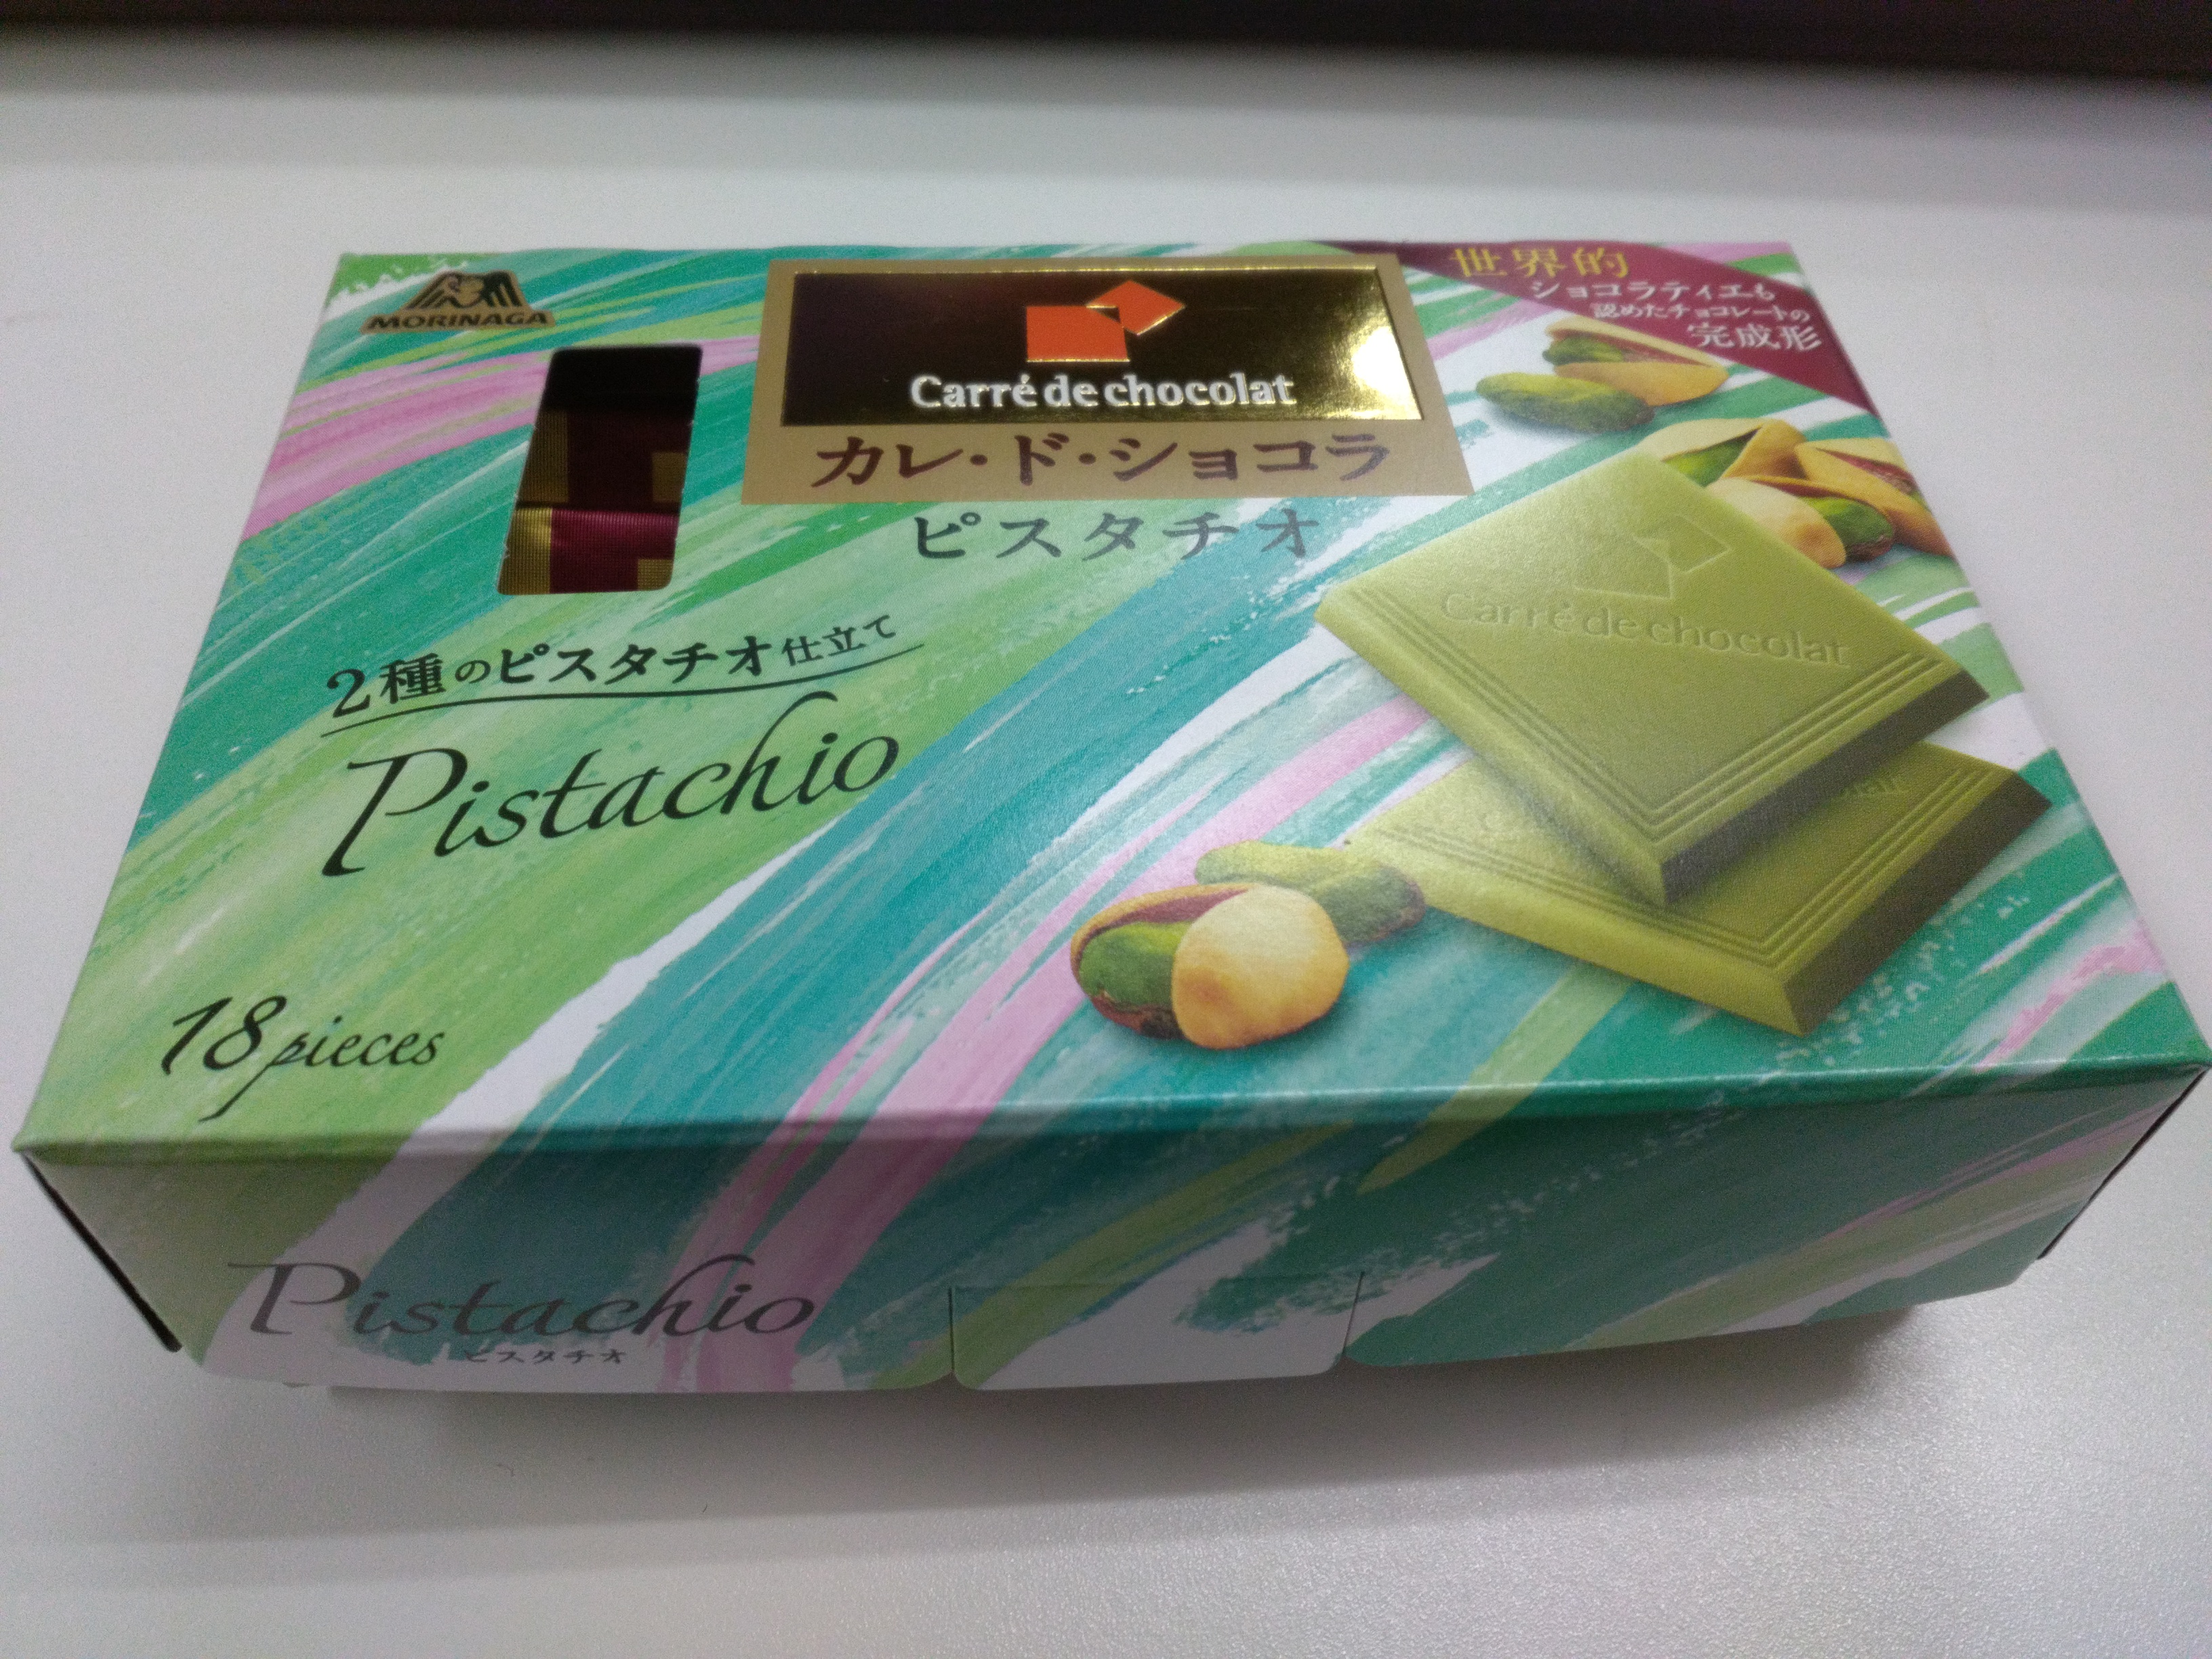 MORINAGA
Carré de chocolat
カレ・ド・ショコラ
ピスタチオ
世界的
ショコラティエも
認めたチョコレートの
完成形
2種のピスタチオ仕立て
Pistachio
18 pieces
Carré de chocolat
Pistachio
ピスタチオ